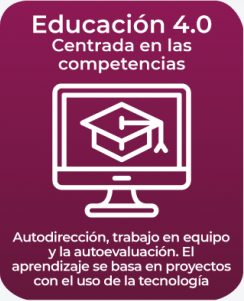 Educación 4.0
Centrada en las
competencias
Autodirección, trabajo en equipo
y la autoevaluación. El
aprendizaje se basa en proyectos
con el uso de la tecnología